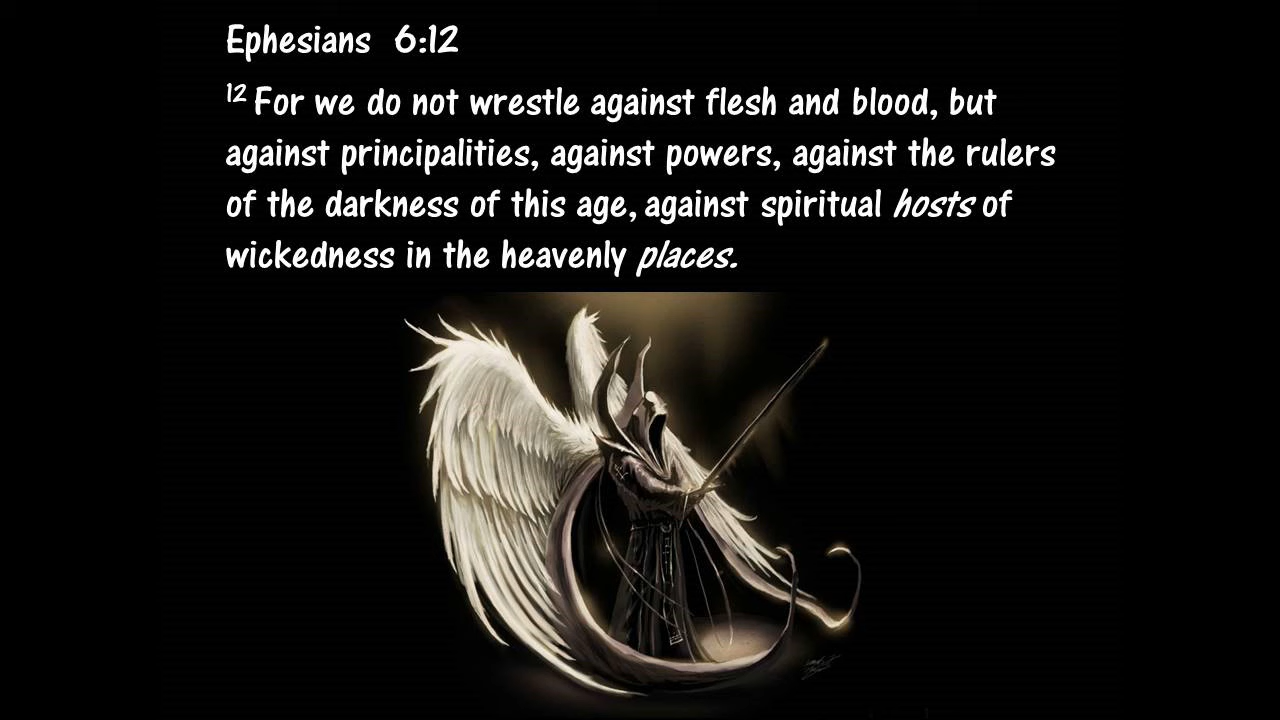 Ephesians 6:12
12 For we do not wrestle against flesh and blood, but
against principalities, against powers, against the rulers
of the darkness of this age, against spiritual hosts of
wickedness in the heavenly places.